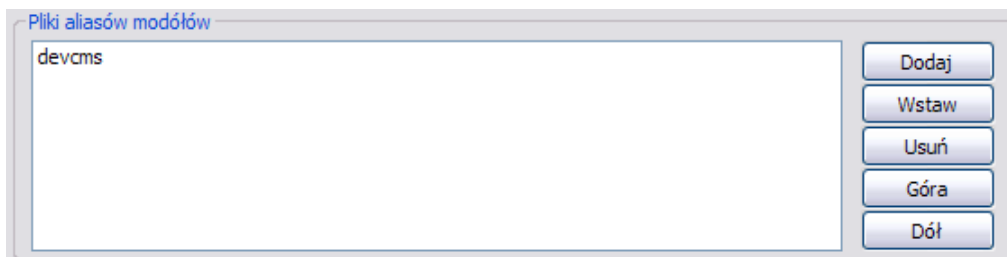 Pliki aliasów modółów
devcms
Dodaj
Wstaw
Usuń
Góra
Dół